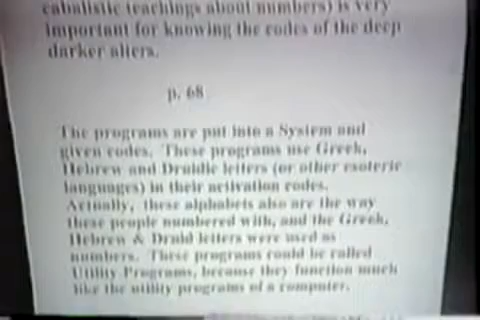 cabalistic teachings about numbers) is very
important for knowing the codes of the deep
darker alters.
p. 68
The programs are put into a System and
given codes. These programs use Greek,
Hebrew and Druidic letters (or other esoteric
languages) in their activation codes.
Actually, these alphabets also are the way
these people numbered with, and the Greek,
Hebrew & Druid letters were used as
numbers. These programs could be called
Utility Programs, because they function much
like the utility programs of a computer.